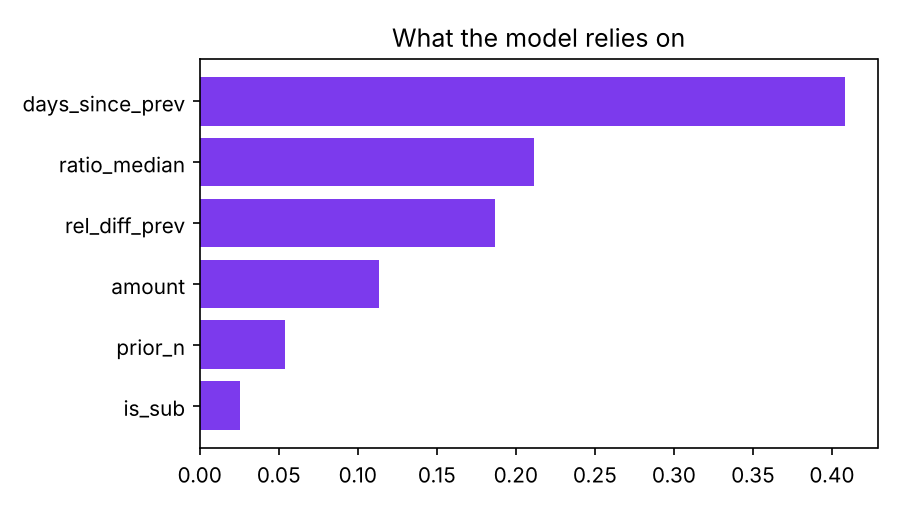 What the model relies on
days_since_prev
ratio_median
rel_diff_prev
amount
prior_n
is_sub
0.00 0.05 0.10 0.15 0.20 0.25 0.30 0.35 0.40